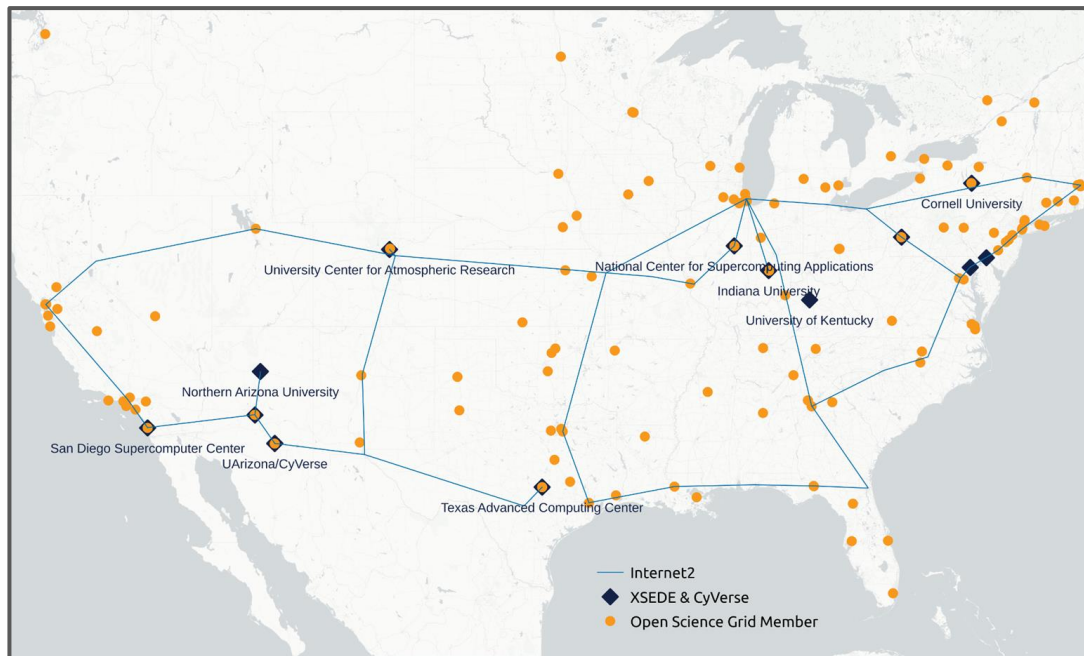 Cornell University
University Center for Atmospheric Research
National Center for Supercomputing Applications
Indiana University
University of Kentucky
Northern Arizona University
San Diego Supercomputer Center
UArizona/CyVerse
Texas Advanced Computing Center
Internet2
XSEDE & CyVerse
Open Science Grid Member